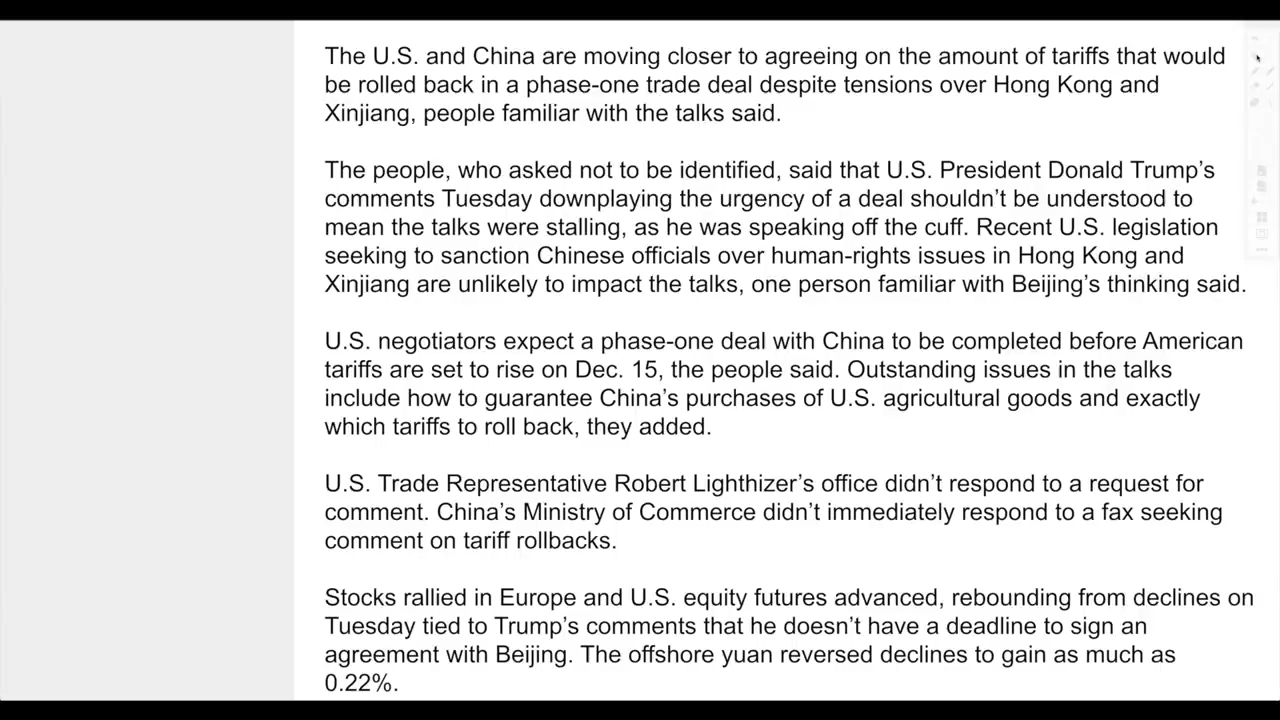 The U.S. and China are moving closer to agreeing on the amount of tariffs that would
be rolled back in a phase-one trade deal despite tensions over Hong Kong and
Xinjiang, people familiar with the talks said.
The people, who asked not to be identified, said that U.S. President Donald Trump’s
comments Tuesday downplaying the urgency of a deal shouldn’t be understood to
mean the talks were stalling, as he was speaking off the cuff. Recent U.S. legislation
seeking to sanction Chinese officials over human-rights issues in Hong Kong and
Xinjiang are unlikely to impact the talks, one person familiar with Beijing’s thinking said.
U.S. negotiators expect a phase-one deal with China to be completed before American
tariffs are set to rise on Dec. 15, the people said. Outstanding issues in the talks
include how to guarantee China’s purchases of U.S. agricultural goods and exactly
which tariffs to roll back, they added.
U.S. Trade Representative Robert Lighthizer’s office didn’t respond to a request for
comment. China’s Ministry of Commerce didn’t immediately respond to a fax seeking
comment on tariff rollbacks.
Stocks rallied in Europe and U.S. equity futures advanced, rebounding from declines on
Tuesday tied to Trump’s comments that he doesn’t have a deadline to sign an
agreement with Beijing. The offshore yuan reversed declines to gain as much as
0.22%.